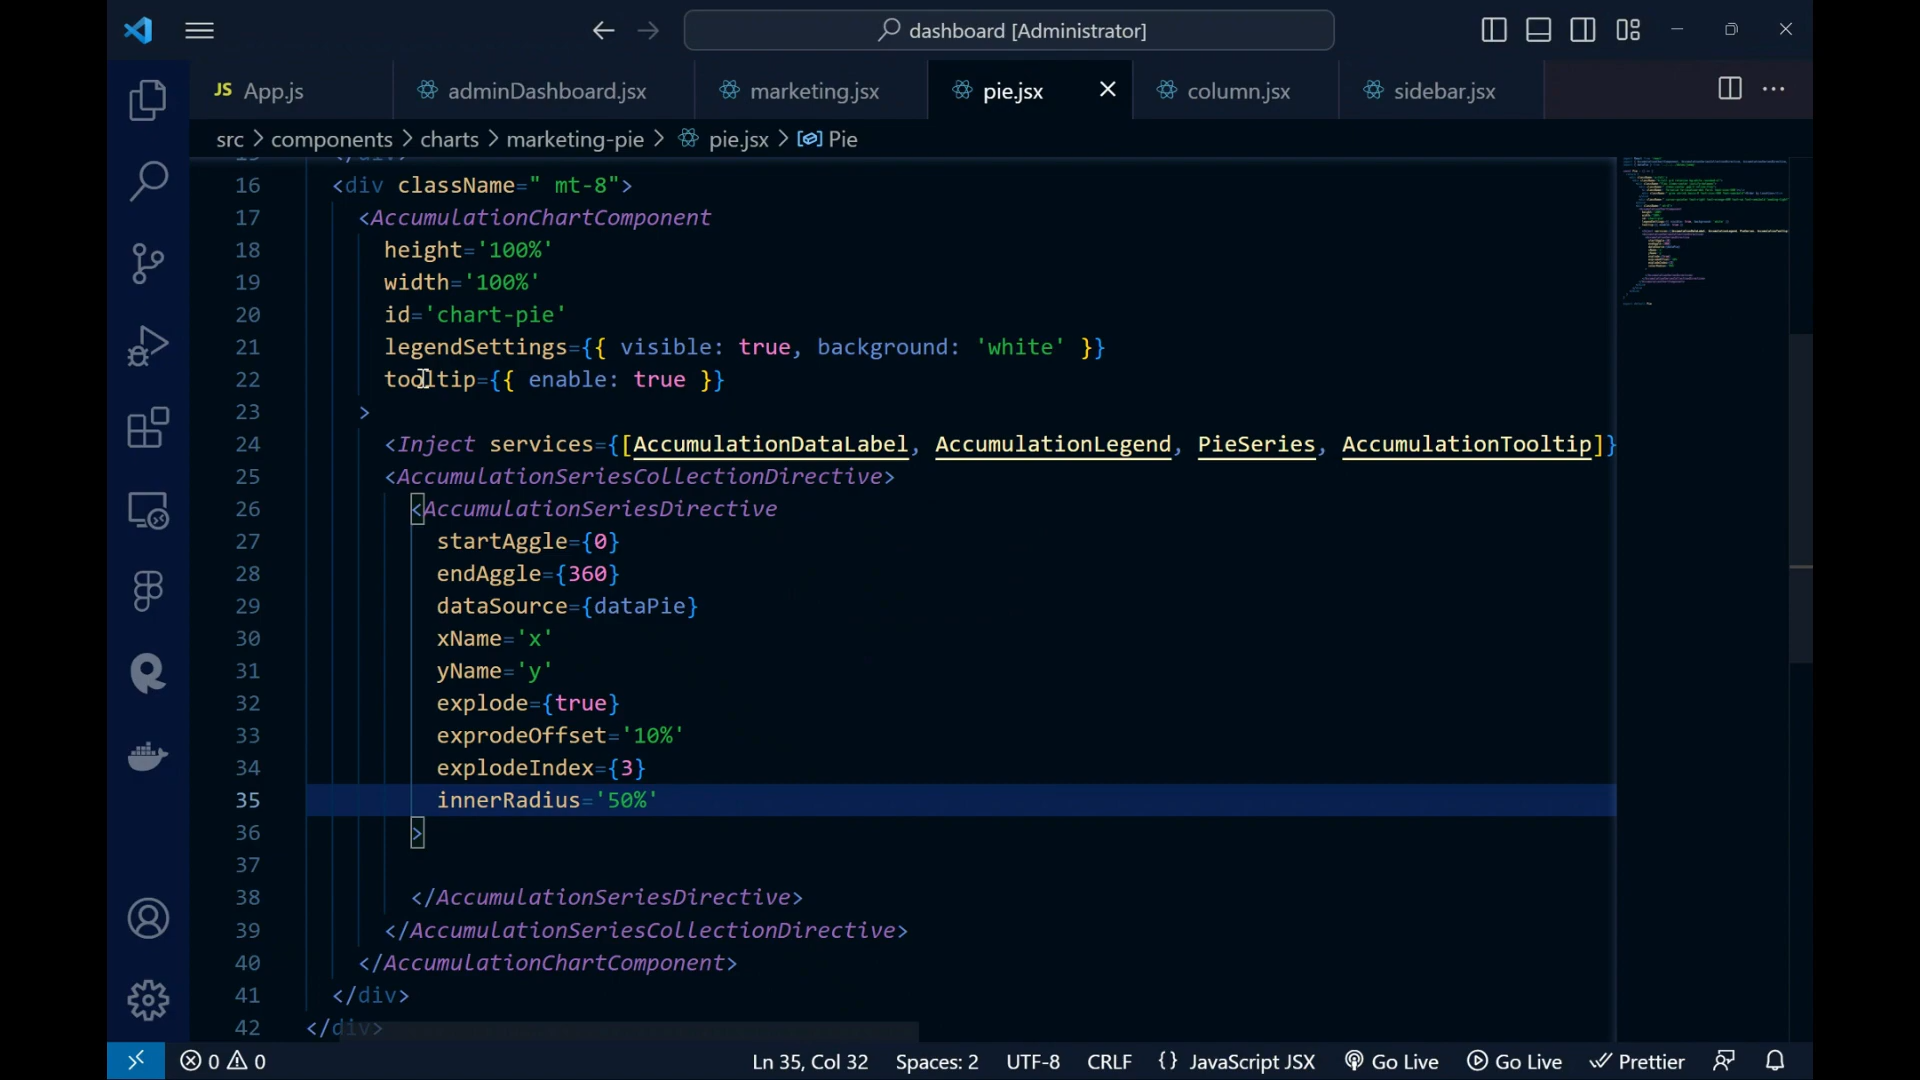 dashboard [Administrator]
JS App.js
adminDashboard.jsx
marketing.jsx
pie.jsx
column.jsx
sidebar.jsx
src > components > charts > marketing-pie > pie.jsx > Pie
16 <div className=" mt-8">
17 <AccumulationChartComponent
18 height='100%'
19 width='100%'
20 id='chart-pie'
21 legendSettings={{ visible: true, background: 'white' }}
22 tooltip={{ enable: true }}
23 >
24 <Inject services={[AccumulationDataLabel, AccumulationLegend, PieSeries, AccumulationTooltip]}
25 <AccumulationSeriesCollectionDirective>
26 <AccumulationSeriesDirective
27 startAggle={0}
28 endAggle={360}
29 dataSource={dataPie}
30 xName='x'
31 yName='y'
32 explode={true}
33 exprodeOffset='10%'
34 explodeIndex={3}
35 innerRadius='50%'
36 >
37
38 </AccumulationSeriesDirective>
39 </AccumulationSeriesCollectionDirective>
40 </AccumulationChartComponent>
41 </div>
42 </div>
0 0 Ln 35, Col 32 Spaces: 2 UTF-8 CRLF {} JavaScript JSX Go Live Go Live Prettier